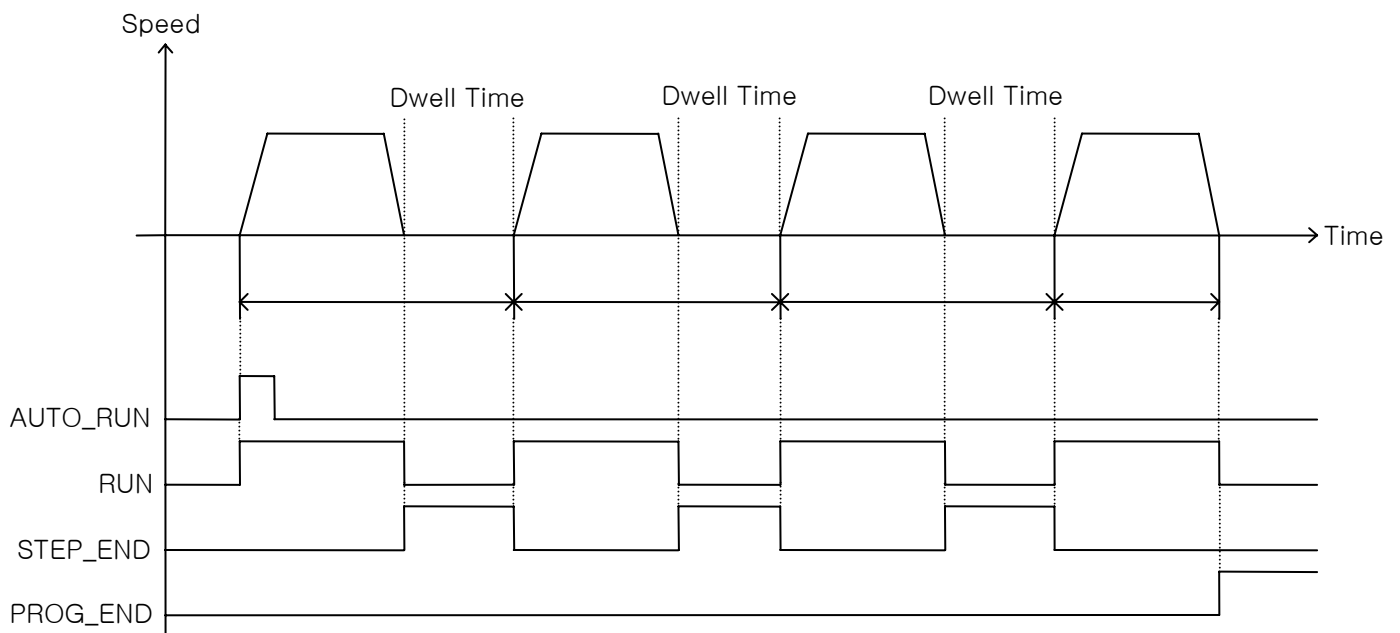 Speed
Dwell Time Dwell Time Dwell Time
Time
AUTO_RUN
RUN
STEP_END
PROG_END